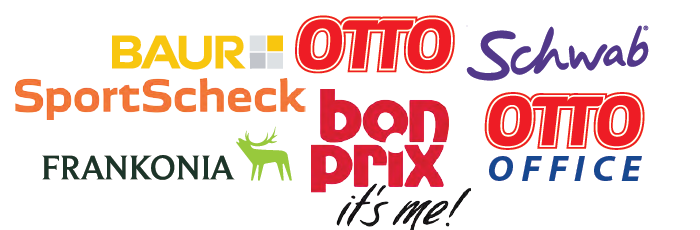 BAUR
OTTO
Schwab®
SportScheck
bon
prix
it's me!
OTTO
OFFICE
FRANKONIA